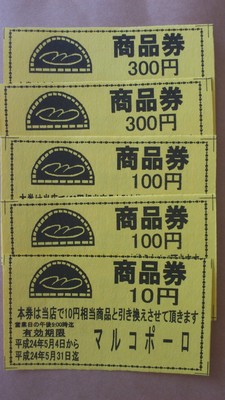 商品券
300円
商品券
300円
商品券
100円
商品券
100円
商品券
10円
本券は当店で10円相当商品と引き換えさせて頂きます
営業日の午後9:00時迄
有効期限
平成24年5月4日から
平成24年5月31日迄
マルコポーロ